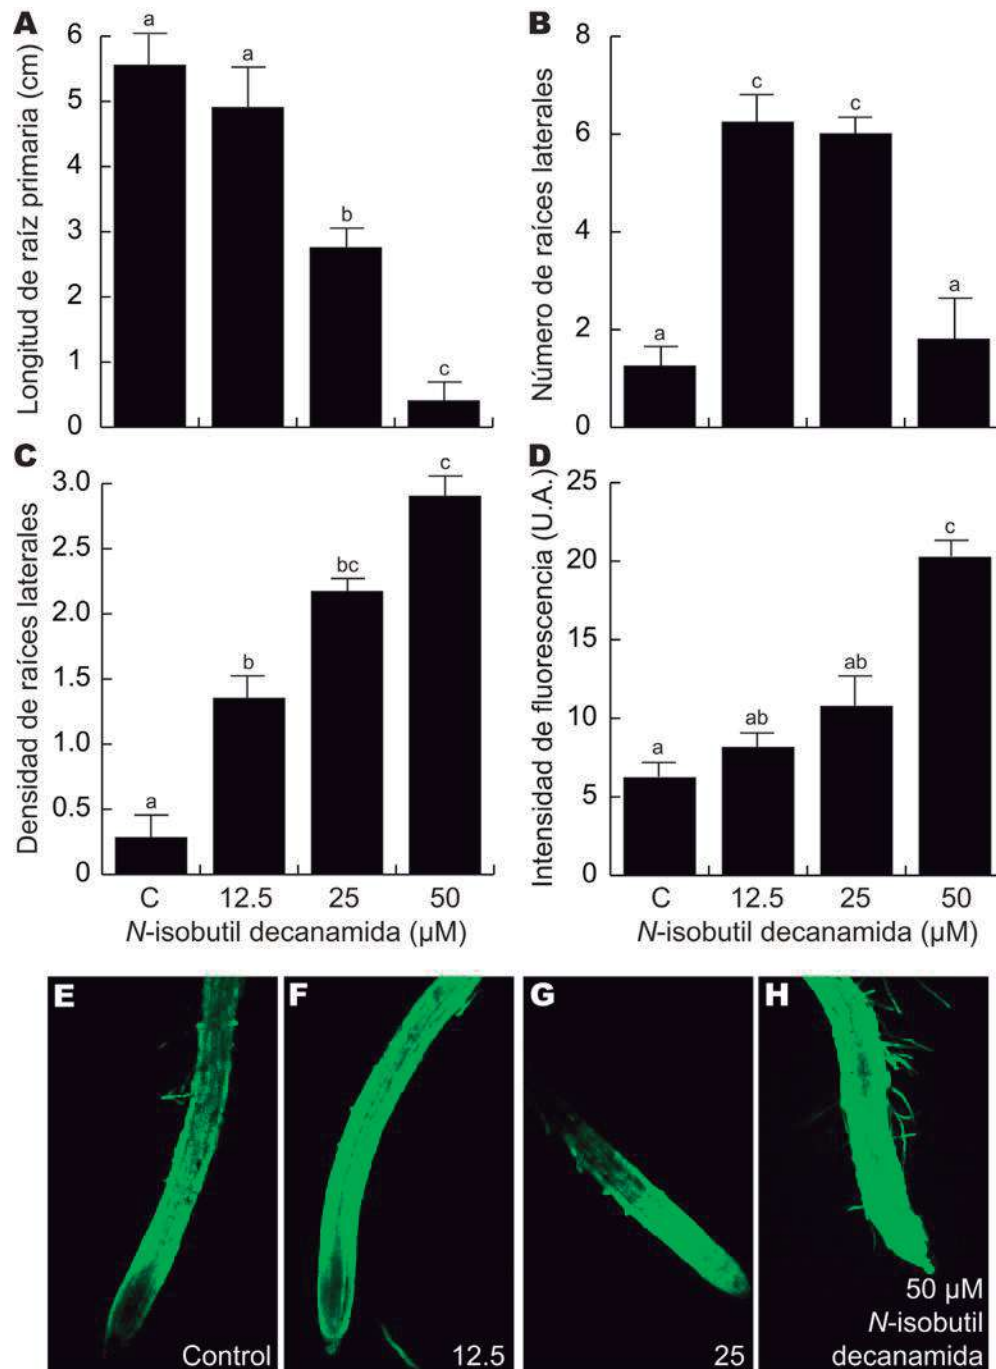 A
Longitud de raíz primaria (cm)
6
5
4
3
2
1
0
a
a
b
c
B
Número de raíces laterales
8
6
4
2
0
a
c
c
a
C
Densidad de raíces laterales
3.0
2.5
2.0
1.5
1.0
0.5
0
a
b
bc
c
C 12.5 25 50
N-isobutil decanamida (µM)
D
Intensidad de fluorescencia (U.A.)
25
20
15
10
5
0
a
ab
ab
c
C 12.5 25 50
N-isobutil decanamida (µM)
E
Control
F
12.5
G
25
H
50 µM
N-isobutil
decanamida